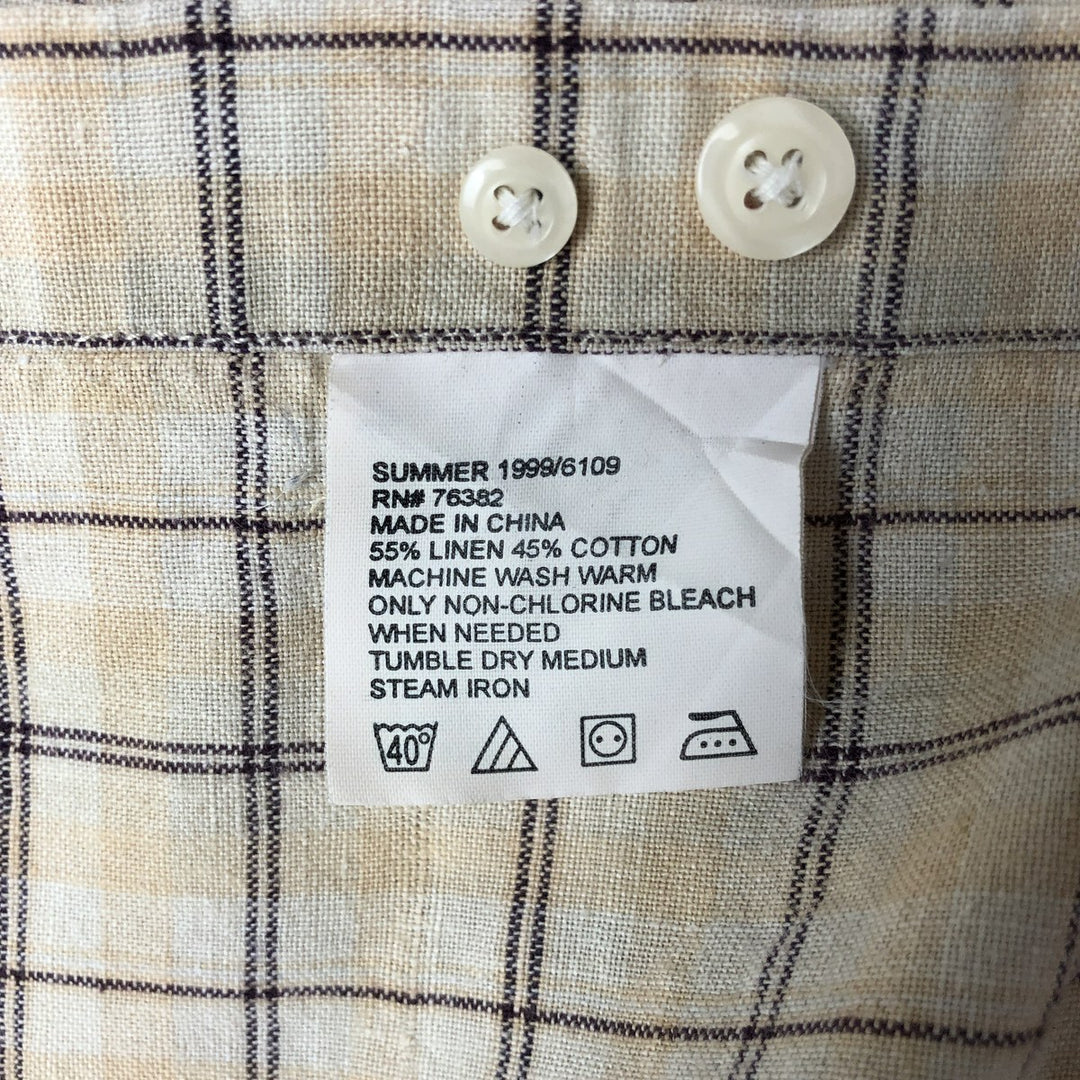 SUMMER 1999/6109
RN# 76382
MADE IN CHINA
55% LINEN 45% COTTON
MACHINE WASH WARM
ONLY NON-CHLORINE BLEACH
WHEN NEEDED
TUMBLE DRY MEDIUM
STEAM IRON
40°